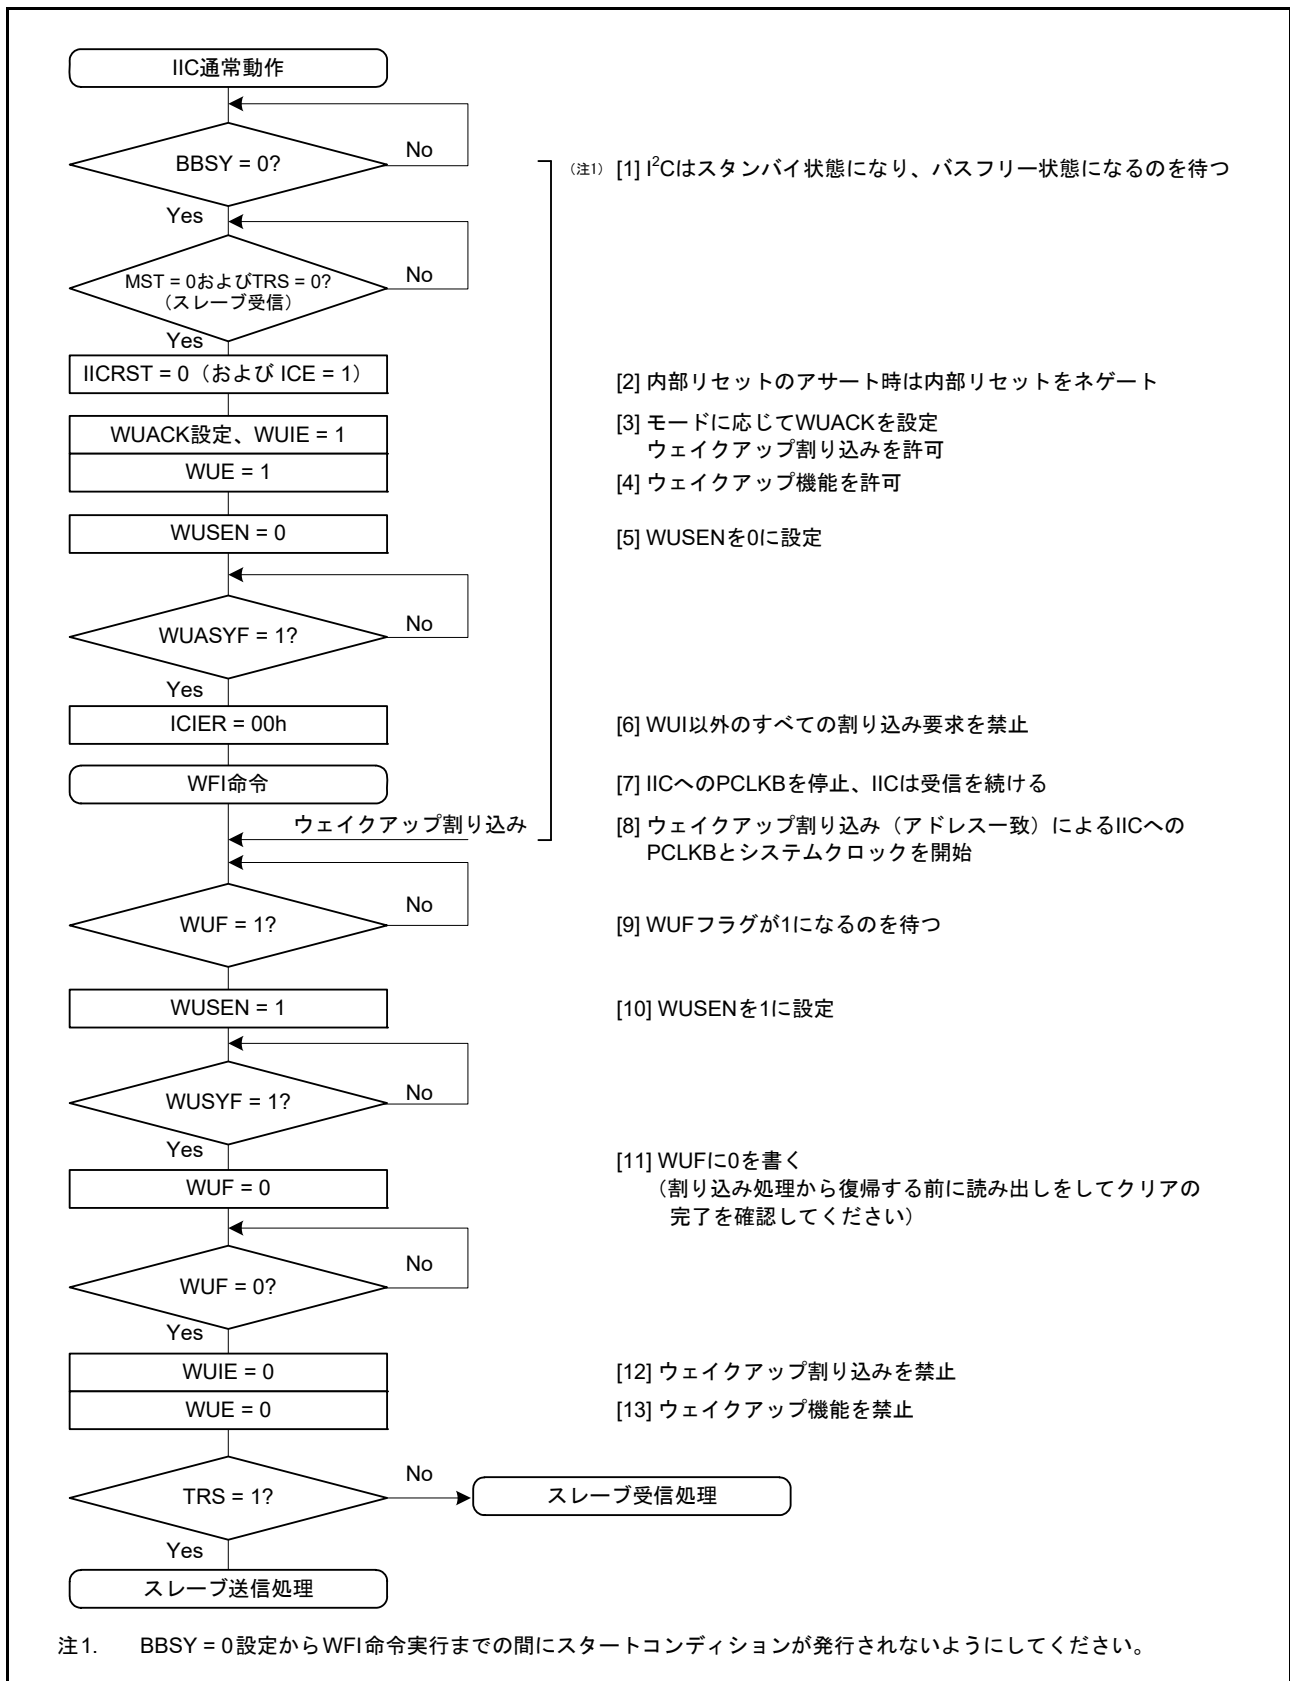 IIC通常動作
BBSY = 0?
No
Yes
（注1） [1] I²Cはスタンバイ状態になり、バスフリー状態になるのを待つ
MST = 0およびTRS = 0?
（スレーブ受信）
No
Yes
IICRST = 0（および ICE = 1）
[2] 内部リセットのアサート時は内部リセットをネゲート
WUACK設定、WUIE = 1
[3] モードに応じてWUACKを設定
ウェイクアップ割り込みを許可
WUE = 1
[4] ウェイクアップ機能を許可
WUSEN = 0
[5] WUSENを0に設定
WUASYF = 1?
No
Yes
ICIER = 00h
[6] WUI以外のすべての割り込み要求を禁止
WFI命令
[7] IICへのPCLKBを停止、IICは受信を続ける
ウェイクアップ割り込み
[8] ウェイクアップ割り込み（アドレス一致）によるIICへの
PCLKBとシステムクロックを開始
WUF = 1?
No
[9] WUFフラグが1になるのを待つ
WUSEN = 1
[10] WUSENを1に設定
WUSYF = 1?
No
Yes
WUF = 0
[11] WUFに0を書く
（割り込み処理から復帰する前に読み出しをしてクリアの
完了を確認してください）
WUF = 0?
No
Yes
WUIE = 0
[12] ウェイクアップ割り込みを禁止
WUE = 0
[13] ウェイクアップ機能を禁止
TRS = 1?
No
スレーブ受信処理
Yes
スレーブ送信処理
注1. BBSY = 0設定からWFI命令実行までの間にスタートコンディションが発行されないようにしてください。